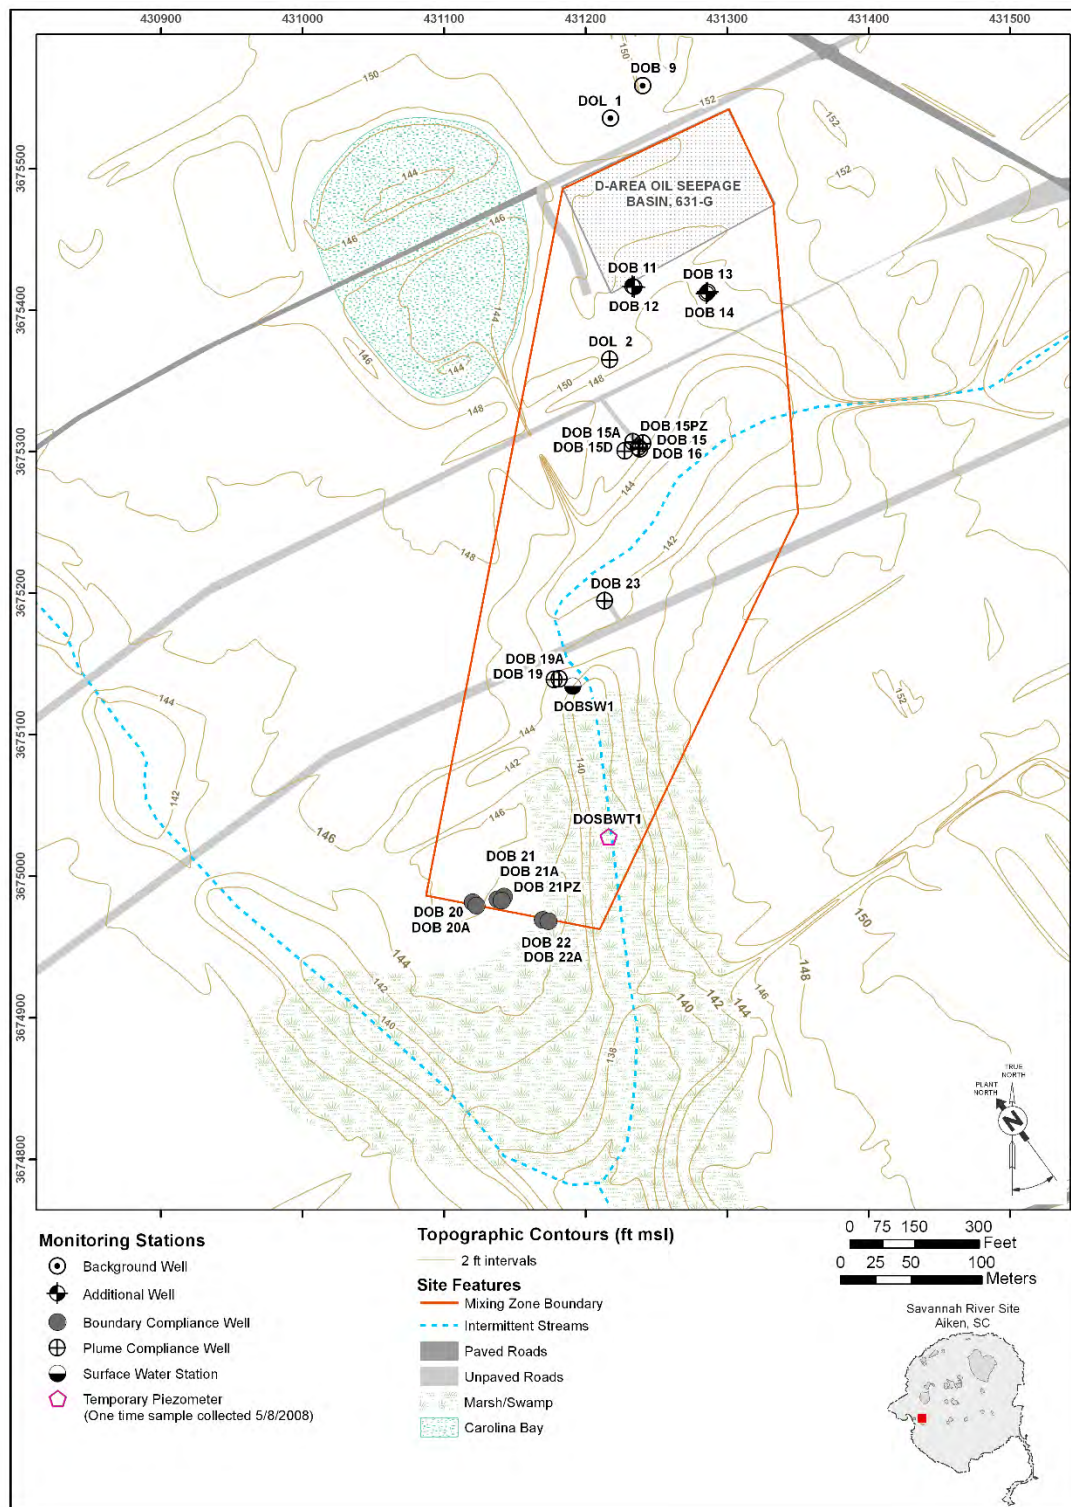 430900 431000 431100 431200 431300 431400 431500
150
150
DOB 9
DOL 1
152
152
152
3675500
144
D-AREA OIL SEEPAGE
BASIN, 631-G
146
146
DOB 11
DOB 12
DOB 13
DOB 14
3675400
144
146
144
DOL 2
150
148
148
DOB 15PZ
DOB 15A
DOB 15
DOB 15D
DOB 16
3675300
144
142
148
3675200
DOB 23
DOB 19A
DOB 19
DOBSW1
144
152
144
3675100
140
142
142
146
146
DOSBWT1
DOB 21
DOB 21A
DOB 21PZ
3675000
DOB 20
DOB 20A
DOB 22
DOB 22A
150
144
148
146
142
144
142
140
140
3674900
138
TRUE
NORTH
PLANT
NORTH
N
3674800
Monitoring Stations
Background Well
Additional Well
Boundary Compliance Well
Plume Compliance Well
Surface Water Station
Temporary Piezometer
(One time sample collected 5/8/2008)
Topographic Contours (ft msl)
2 ft intervals
Site Features
Mixing Zone Boundary
Intermittent Streams
Paved Roads
Unpaved Roads
Marsh/Swamp
Carolina Bay
0 75 150 300
Feet
0 25 50 100
Meters
Savannah River Site
Aiken, SC